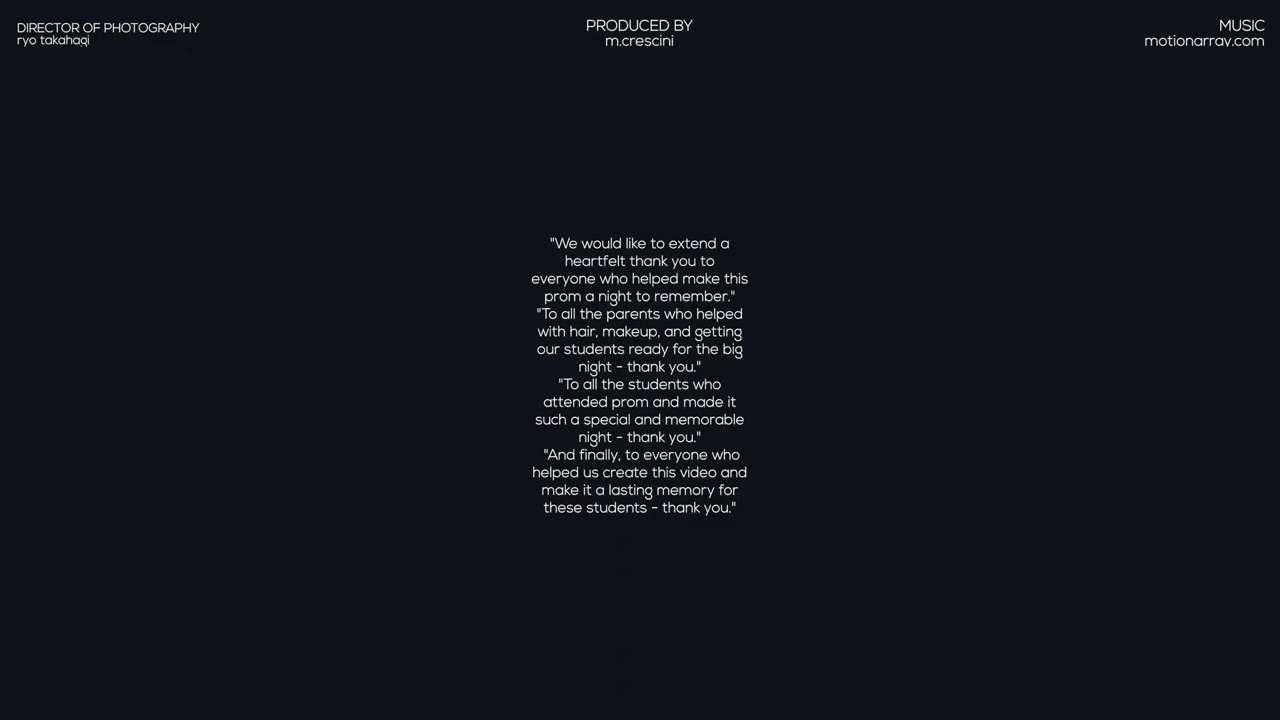 DIRECTOR OF PHOTOGRAPHY
ryo takahagi
PRODUCED BY
m.crescini
MUSIC
motionarray.com
"We would like to extend a
heartfelt thank you to
everyone who helped make this
prom a night to remember."
"To all the parents who helped
with hair, makeup, and getting
our students ready for the big
night - thank you."
"To all the students who
attended prom and made it
such a special and memorable
night - thank you."
"And finally, to everyone who
helped us create this video and
make it a lasting memory for
these students - thank you."